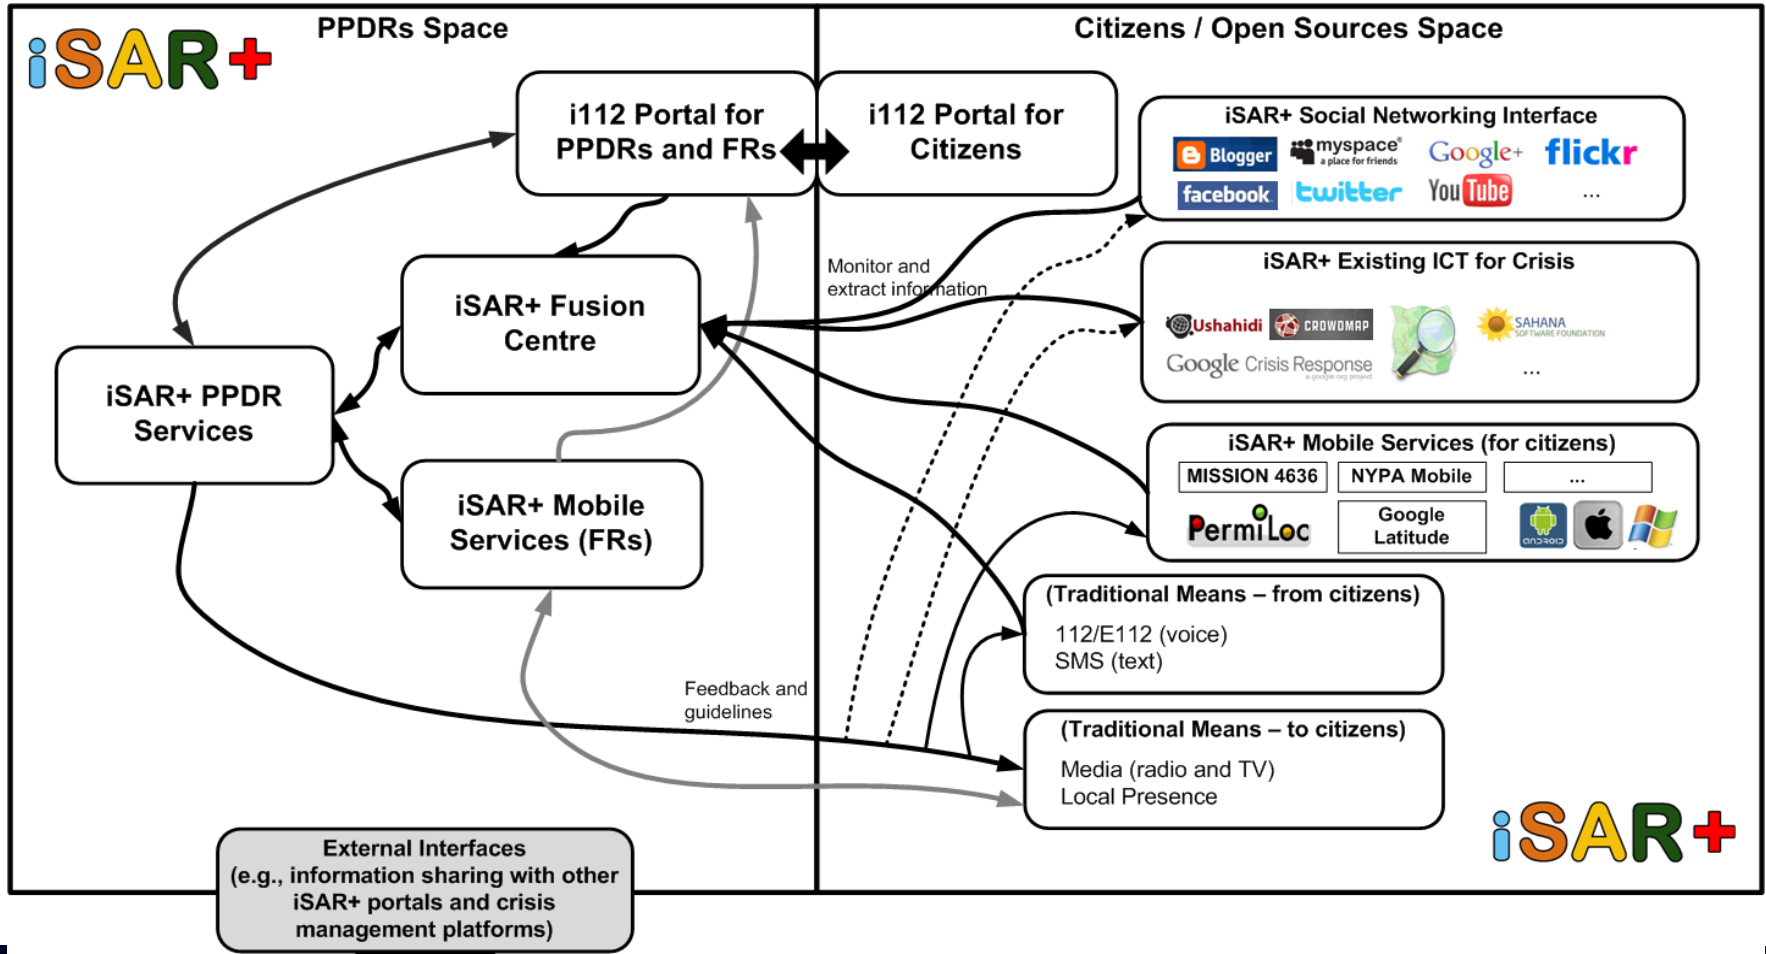 PPDRs Space
Citizens / Open Sources Space
iSAR+
i112 Portal for
PPDRs and FRs
i112 Portal for
Citizens
iSAR+ Social Networking Interface
Blogger
myspace®
a place for friends
Google+
flickr
facebook.
twitter
YouTube
...
iSAR+ Fusion
Centre
Monitor and
extract information
iSAR+ Existing ICT for Crisis
Ushahidi
CROWDMAP
SAHANA
SOFTWARE FOUNDATION
Google Crisis Response
a google.org project
...
iSAR+ PPDR
Services
iSAR+ Mobile
Services (FRs)
iSAR+ Mobile Services (for citizens)
MISSION 4636
NYPA Mobile
...
PermiLoc
Google
Latitude
ANDROID
(Traditional Means – from citizens)
112/E112 (voice)
SMS (text)
Feedback and
guidelines
(Traditional Means – to citizens)
Media (radio and TV)
Local Presence
iSAR+
External Interfaces
(e.g., information sharing with other
iSAR+ portals and crisis
management platforms)